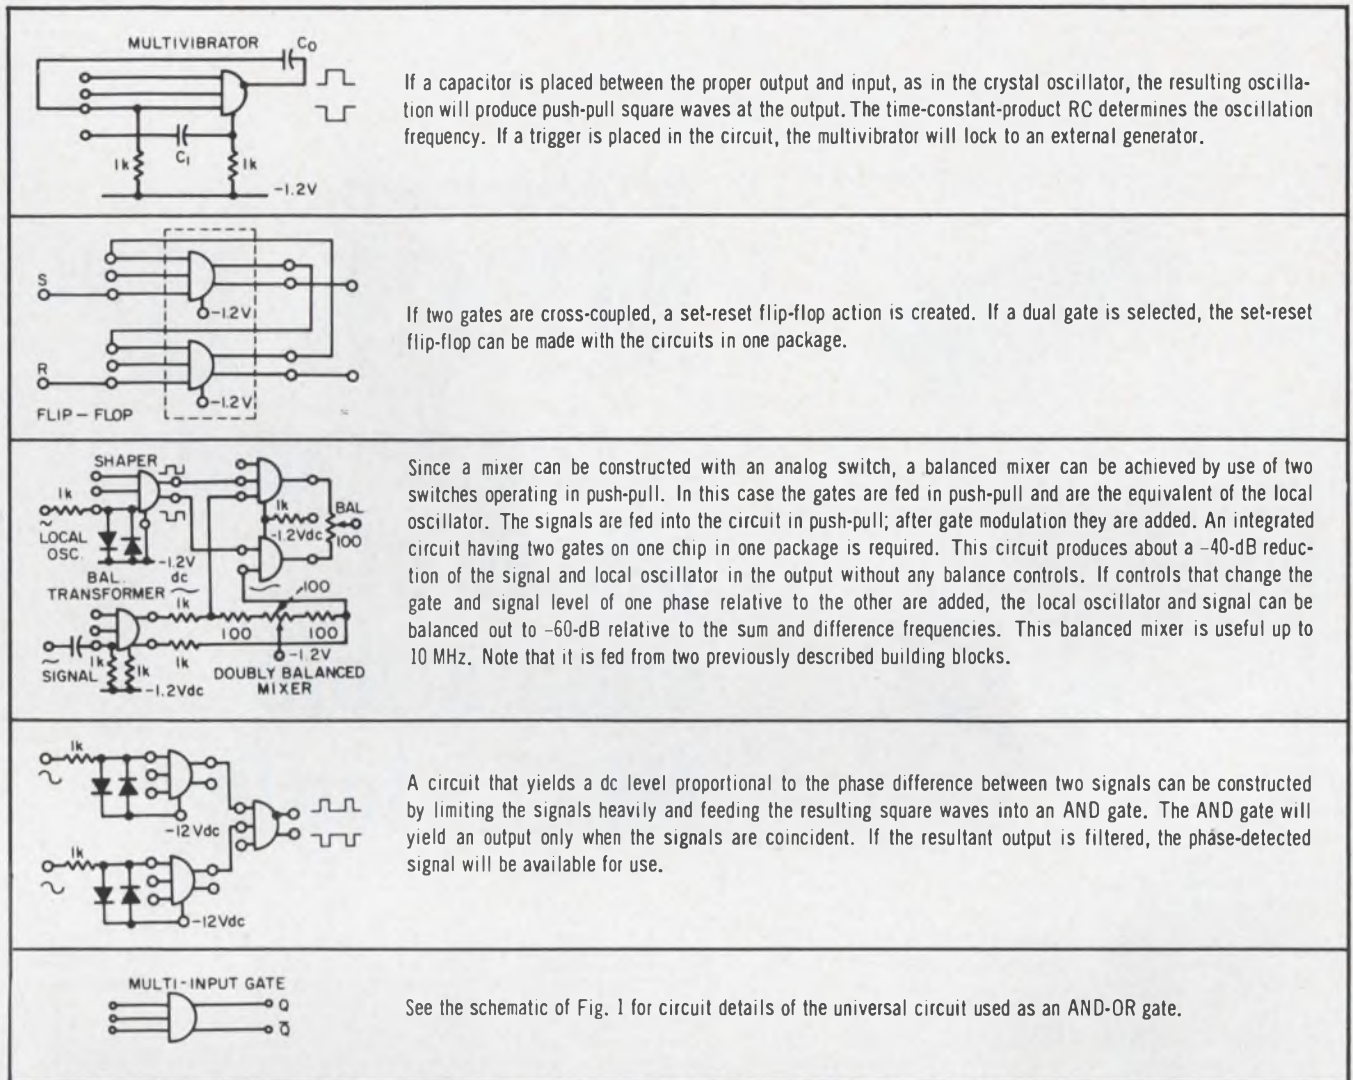 MULTIVIBRATOR
C0
1k
C1
1k
-1.2V
If a capacitor is placed between the proper output and input, as in the crystal oscillator, the resulting oscilla-
tion will produce push-pull square waves at the output. The time-constant-product RC determines the oscillation
frequency. If a trigger is placed in the circuit, the multivibrator will lock to an external generator.
S
-1.2V
R
-1.2V
FLIP – FLOP
If two gates are cross-coupled, a set-reset flip-flop action is created. If a dual gate is selected, the set-reset
flip-flop can be made with the circuits in one package.
SHAPER
1k
1k
BAL
-1.2Vdc
100
LOCAL
OSC.
-1.2V
dc
BAL.
TRANSFORMER
1k
100
100
100
1k
-1.2V
SIGNAL
1k
1k
-1.2Vdc
DOUBLY BALANCED
MIXER
Since a mixer can be constructed with an analog switch, a balanced mixer can be achieved by use of two
switches operating in push-pull. In this case the gates are fed in push-pull and are the equivalent of the local
oscillator. The signals are fed into the circuit in push-pull; after gate modulation they are added. An integrated
circuit having two gates on one chip in one package is required. This circuit produces about a -40-dB reduc-
tion of the signal and local oscillator in the output without any balance controls. If controls that change the
gate and signal level of one phase relative to the other are added, the local oscillator and signal can be
balanced out to -60-dB relative to the sum and difference frequencies. This balanced mixer is useful up to
10 MHz. Note that it is fed from two previously described building blocks.
1k
-12Vdc
1k
-12Vdc
A circuit that yields a dc level proportional to the phase difference between two signals can be constructed
by limiting the signals heavily and feeding the resulting square waves into an AND gate. The AND gate will
yield an output only when the signals are coincident. If the resultant output is filtered, the phase-detected
signal will be available for use.
MULTI-INPUT GATE
Q
Q̅
See the schematic of Fig. 1 for circuit details of the universal circuit used as an AND-OR gate.